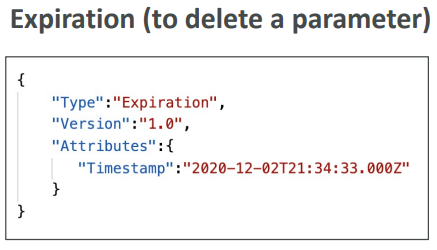 Expiration (to delete a parameter)
{
"Type":"Expiration",
"Version":"1.0",
"Attributes":{
"Timestamp":"2020-12-02T21:34:33.000Z"
}
}